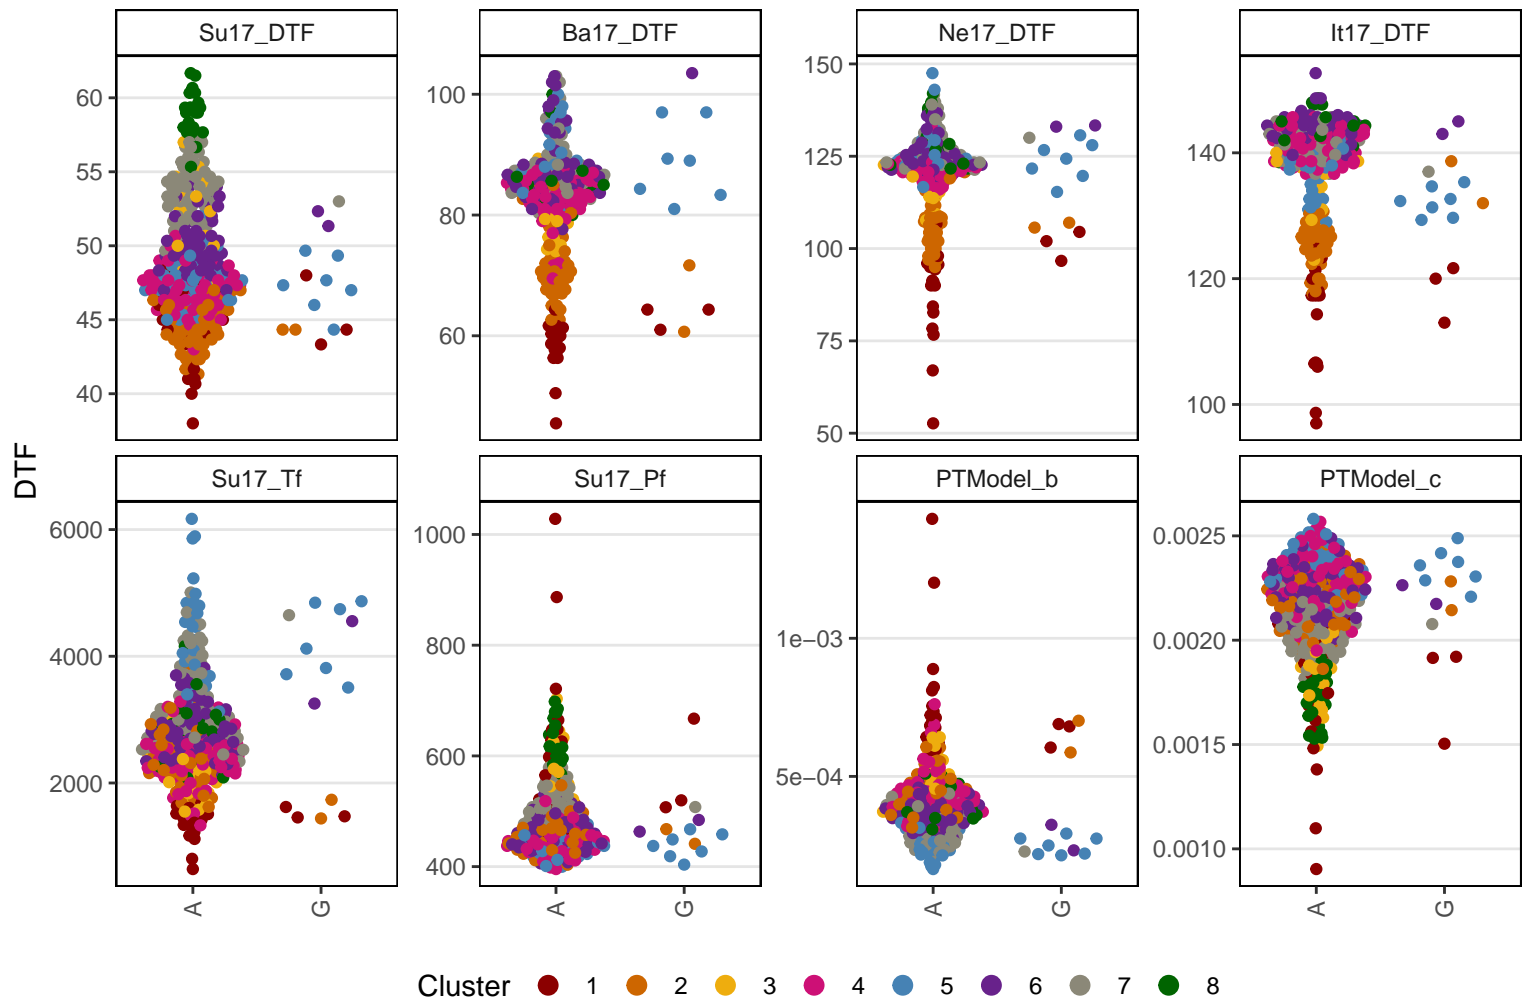 Su17_DTF Ba17_DTF Ne17_DTF It17_DTF
60 55 50 45 40
100 80 60
150 125 100 75 50
140 120 100
DTF
Su17_Tf Su17_Pf PTModel_b PTModel_c
6000 4000 2000
1000 800 600 400
1e−03 5e−04
0.0025 0.0020 0.0015 0.0010
A G A G A G A G
Cluster 1 2 3 4 5 6 7 8